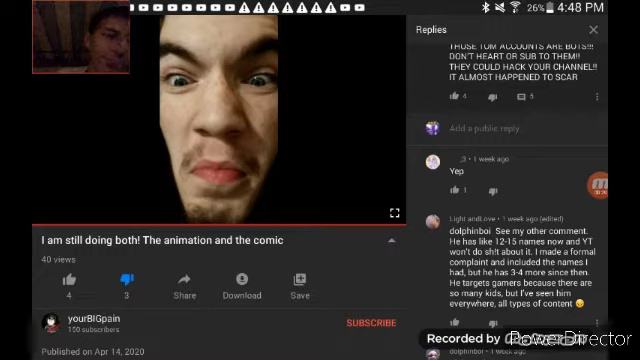 26% 4:48 PM
Replies
THOSE TOM ACCOUNTS ARE BOTS!!!
DON'T HEART OR SUB TO THEM!!
THEY COULD HACK YOUR CHANNEL!!
IT ALMOST HAPPENED TO SCAR
4
5
Add a public reply
1 week ago
Yep
1
Light andLove • 1 week ago (edited)
dolphinboi See my other comment.
He has like 12-15 names now and YT
won't do sh!t about it. I made a formal
complaint and included the names I
had, but he has 3-4 more since then.
He targets gamers because there are
so many kids, but I've seen him
everywhere, all types of content 😠
dolphinboi • 1 week ago
I am still doing both! The animation and the comic
40 views
4
3
Share
Download
Save
yourBIGpain
150 subscribers
SUBSCRIBE
Published on Apr 14, 2020
Recorded by
PowerDirector